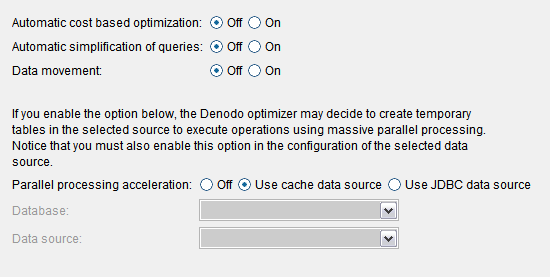 Automatic cost based optimization: Off On
Automatic simplification of queries: Off On
Data movement: Off On
If you enable the option below, the Denodo optimizer may decide to create temporary
tables in the selected source to execute operations using massive parallel processing.
Notice that you must also enable this option in the configuration of the selected data
source.
Parallel processing acceleration: Off Use cache data source Use JDBC data source
Database:
Data source: